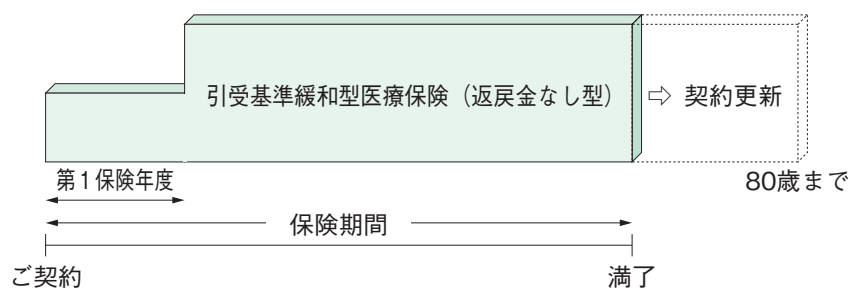 引受基準緩和型医療保険（返戻金なし型）
⇨ 契約更新
第1保険年度
80歳まで
保険期間
ご契約
満了